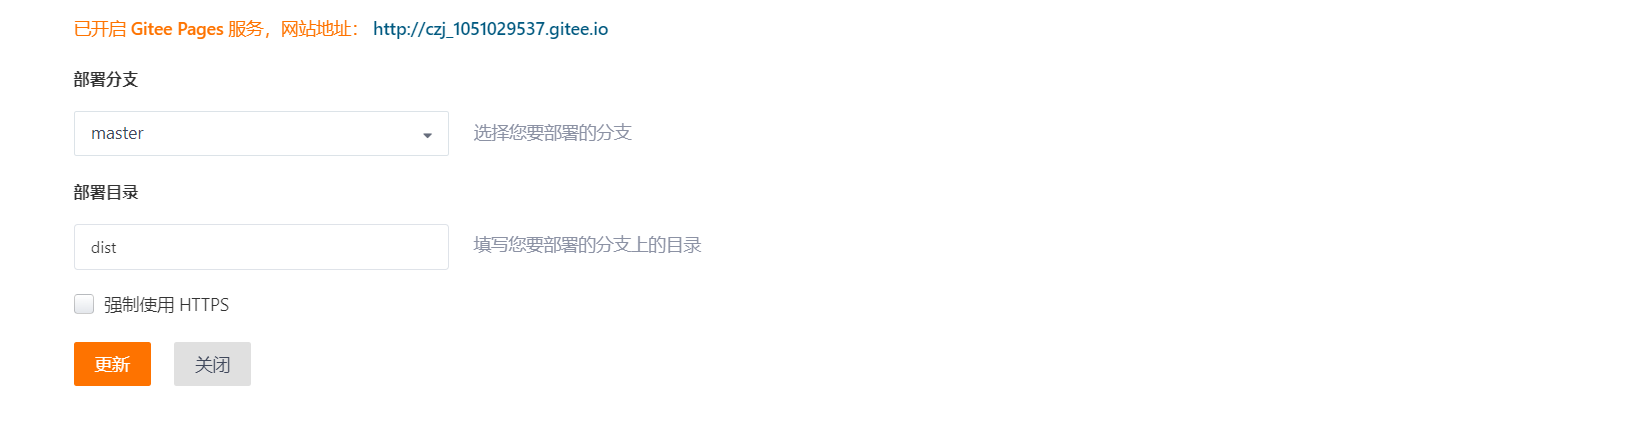 已开启 Gitee Pages 服务，网站地址： http://czj_1051029537.gitee.io
部署分支
master 选择您要部署的分支
部署目录
dist 填写您要部署的分支上的目录
强制使用 HTTPS
更新 关闭